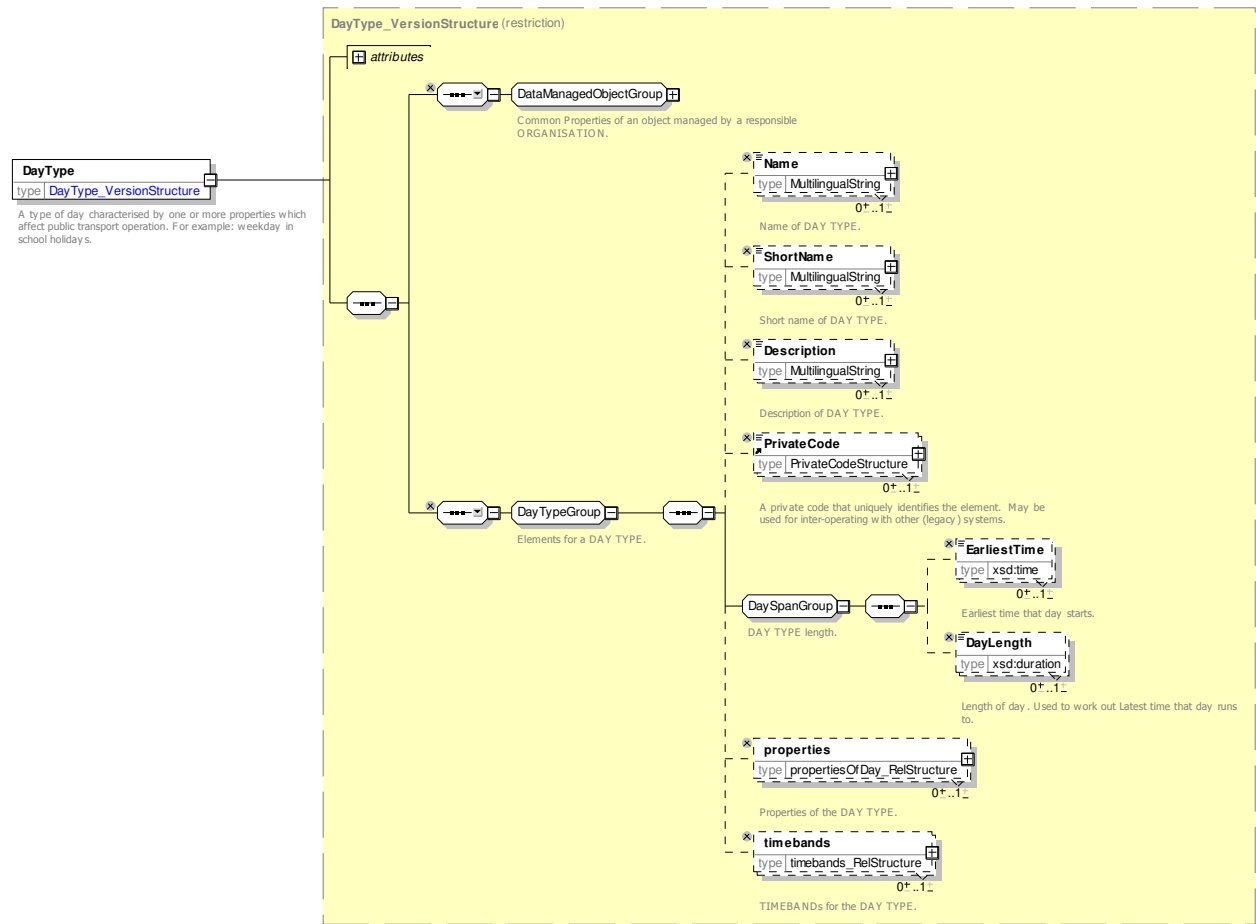 DayType_VersionStructure (restriction)
attributes
DataManagedObjectGroup
Common Properties of an object managed by a responsible
ORGANISATION.
DayType
type DayType_VersionStructure
A type of day characterised by one or more properties which
affect public transport operation. For example: weekday in
school holidays.
Name
type MultilingualString
0..1
Name of DAY TYPE.
ShortName
type MultilingualString
0..1
Short name of DAY TYPE.
Description
type MultilingualString
0..1
Description of DAY TYPE.
PrivateCode
type PrivateCodeStructure
0..1
A private code that uniquely identifies the element. May be
used for inter-operating with other (legacy) systems.
DayTypeGroup
Elements for a DAY TYPE.
EarliestTime
type xsd:time
0..1
Earliest time that day starts.
DaySpanGroup
DAY TYPE length.
DayLength
type xsd:duration
0..1
Length of day. Used to work out Latest time that day runs
to.
properties
type propertiesOfDay_RelStructure
0..1
Properties of the DAY TYPE.
timebands
type timebands_RelStructure
0..1
TIMEBANDs for the DAY TYPE.